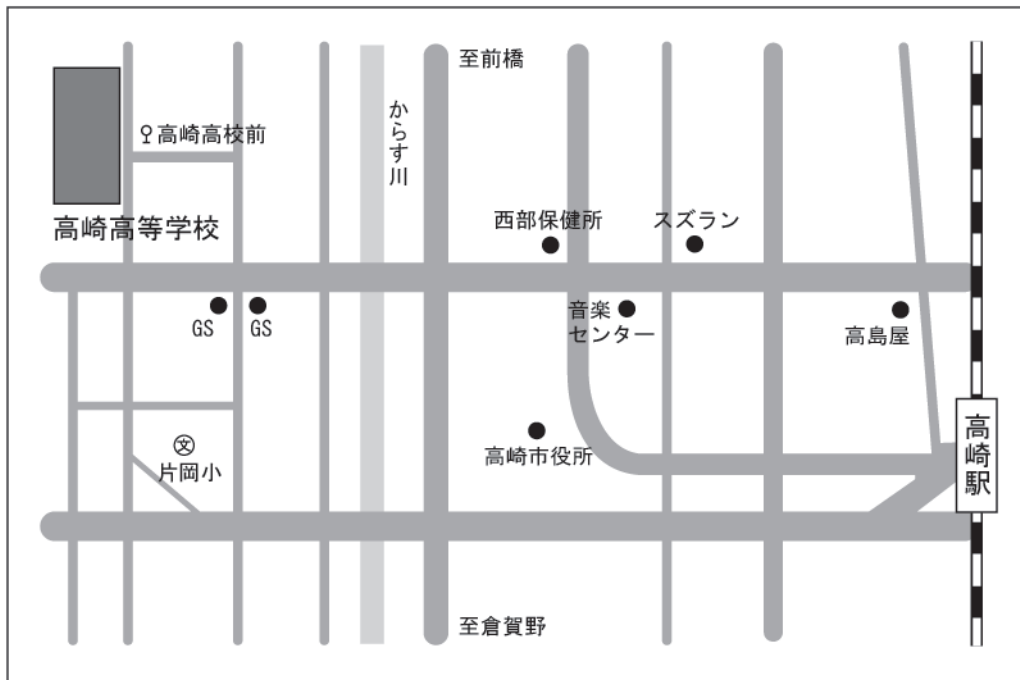 至前橋
からす川
高崎高校前
高崎高等学校
西部保健所
スズラン
GS
GS
音楽
センター
高島屋
文
片岡小
高崎市役所
高崎駅
至倉賀野